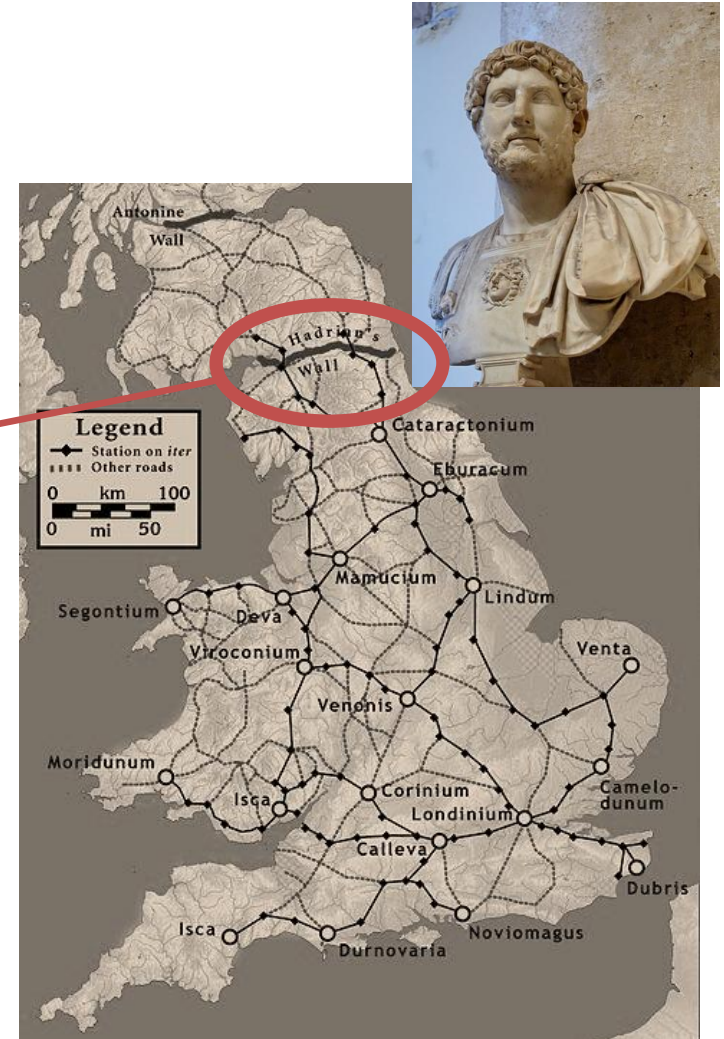 Antonine
Wall
Hadrian's
Wall
Legend
Station on iter
Other roads
0 km 100
0 mi 50
Cataractonium
Eburacum
Mamucium
Segontium
Deva
Lindum
Viroconium
Venta
Venonis
Moridunum
Isca
Corinium
Camelo-
dunum
Londinium
Calleva
Dubris
Isca
Noviomagus
Durnovaria